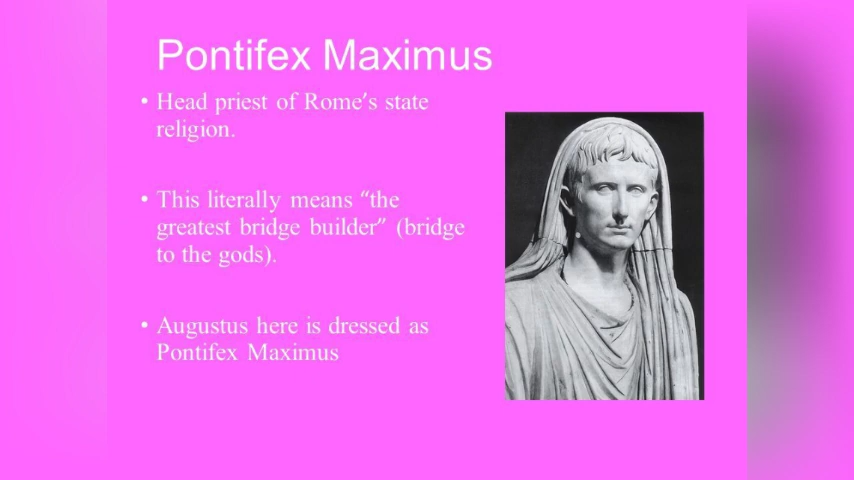 Pontifex Maximus
• Head priest of Rome’s state
religion.
• This literally means “the
greatest bridge builder” (bridge
to the gods).
• Augustus here is dressed as
Pontifex Maximus